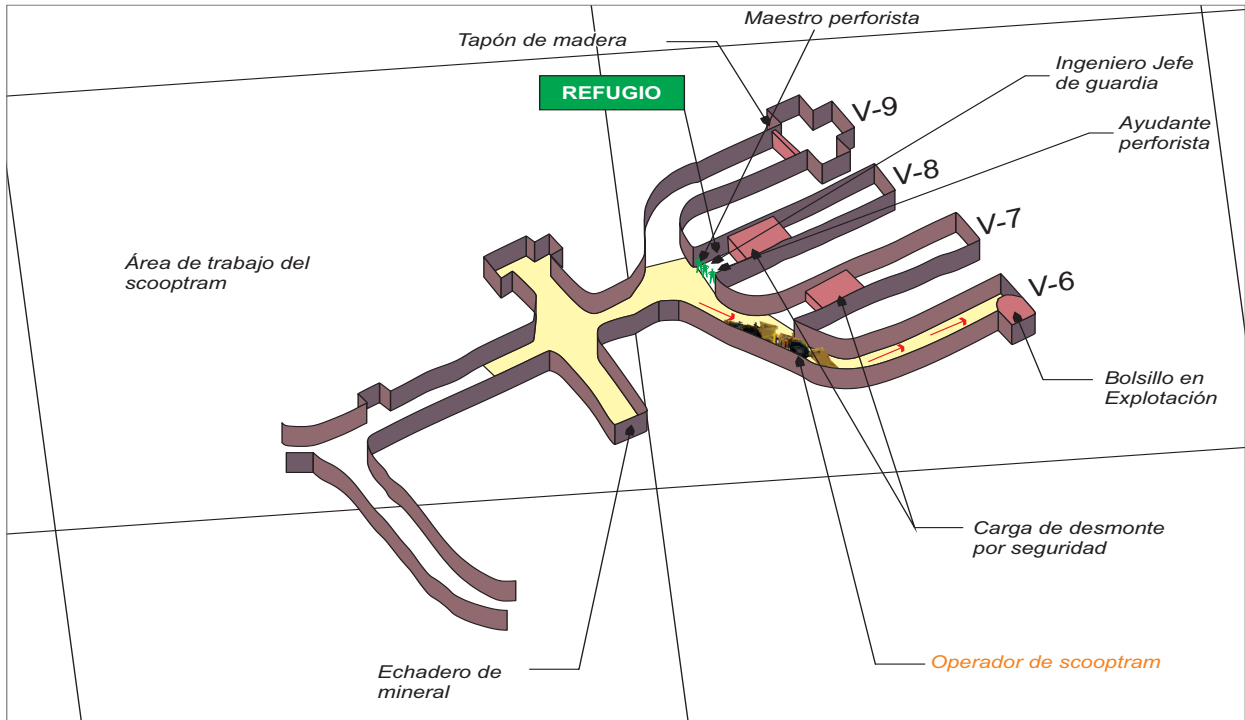 Maestro perforista
Tapón de madera
REFUGIO
Ingeniero Jefe
de guardia
Ayudante
perforista
V-9
V-8
V-7
V-6
Área de trabajo del
scooptram
Bolsillo en
Explotación
Carga de desmonte
por seguridad
Echadero de
mineral
Operador de scooptram